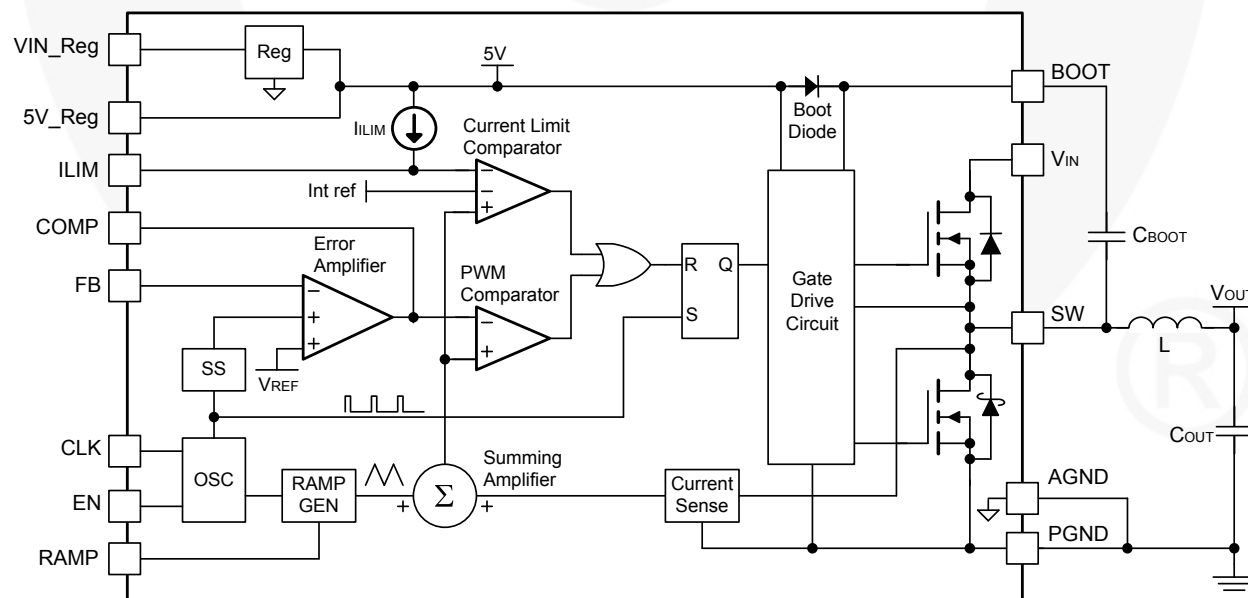 VIN_Reg
Reg
5V
BOOT
Boot
Diode
5V_Reg
IILIM
Current Limit
Comparator
VIN
ILIM
Int ref
COMP
CBOOT
Error
Amplifier
FB
PWM
Comparator
R Q
S
Gate
Drive
Circuit
SW
VOUT
L
SS
VREF
COUT
CLK
OSC
EN
RAMP
GEN
Σ
+
+
Summing
Amplifier
Current
Sense
AGND
PGND
RAMP
−
−
+
−
+
+
−
+
®